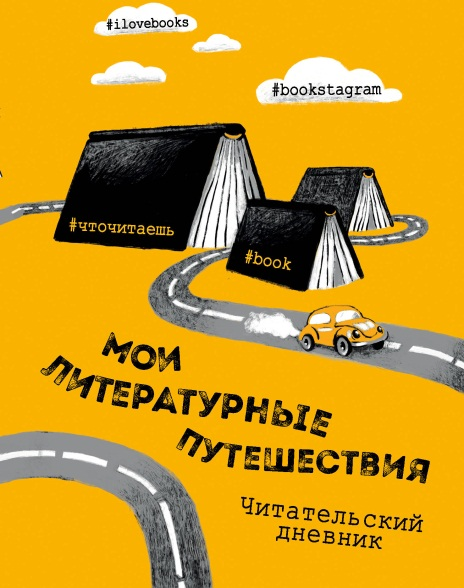 #ilovebooks
#bookstagram
#чточитаешь
#book
МОИ
ЛИТЕРАТУРНЫЕ
ПУТЕШЕСТВИЯ
Читательский
дневник